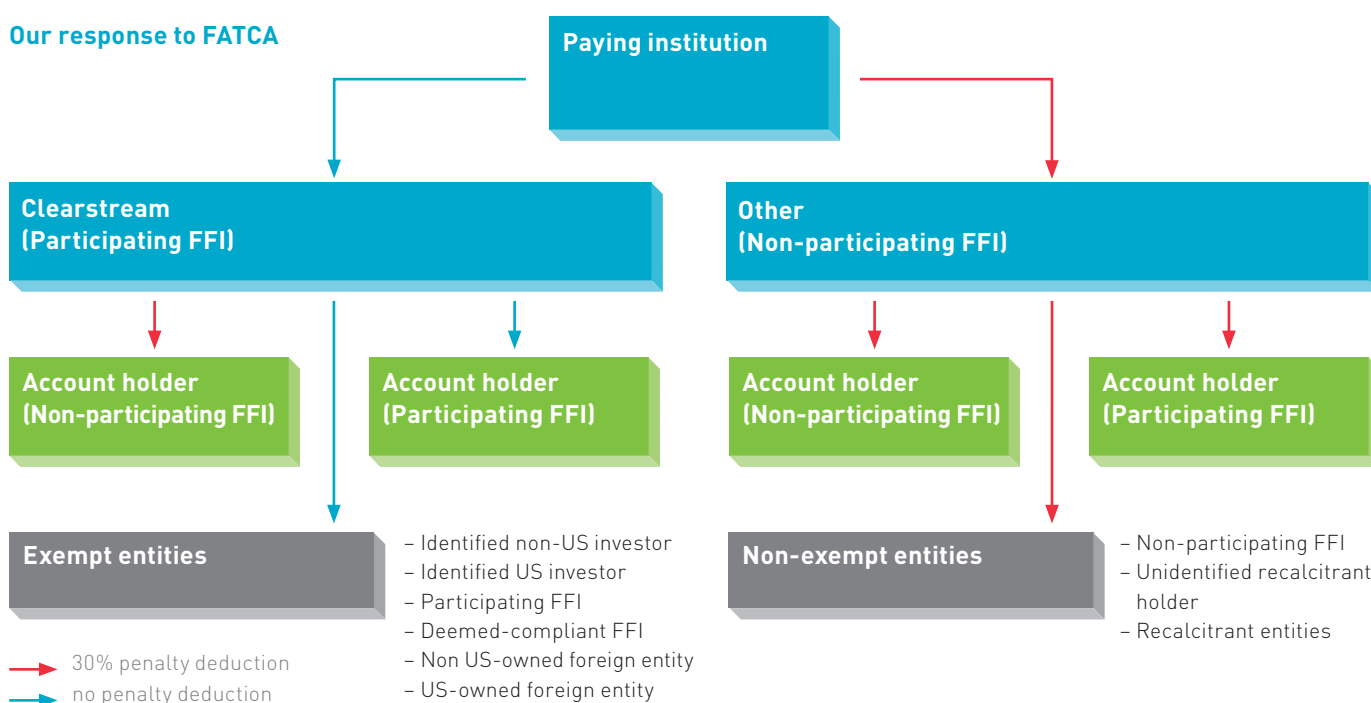 Our response to FATCA
Paying institution
Clearstream
(Participating FFI)
Other
(Non-participating FFI)
Account holder
(Non-participating FFI)
Account holder
(Participating FFI)
Account holder
(Non-participating FFI)
Account holder
(Participating FFI)
Exempt entities
– Identified non-US investor
– Identified US investor
– Participating FFI
– Deemed-compliant FFI
– Non US-owned foreign entity
– US-owned foreign entity
Non-exempt entities
– Non-participating FFI
– Unidentified recalcitrant
holder
– Recalcitrant entities
30% penalty deduction
no penalty deduction